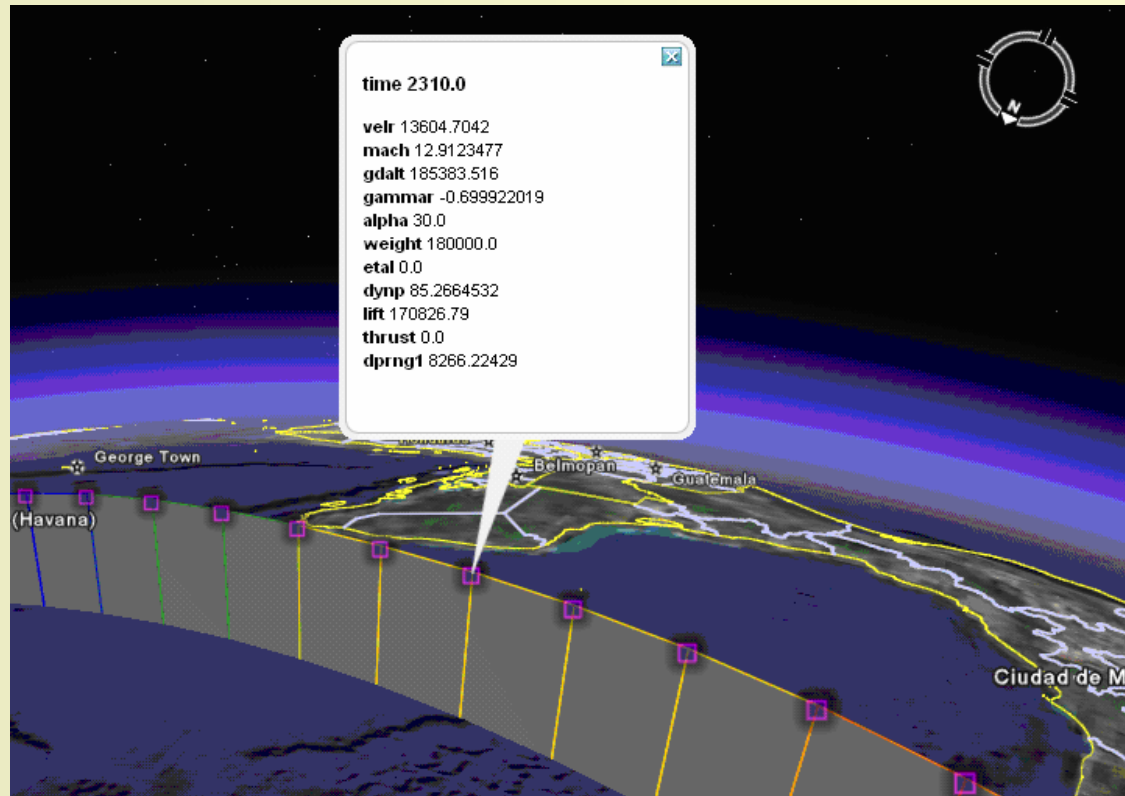 time 2310.0
velr 13604.7042
mach 12.9123477
gdalt 185383.516
gammar -0.699922019
alpha 30.0
weight 180000.0
etal 0.0
dynp 85.2664532
lift 170826.79
thrust 0.0
dprng1 8266.22429
N
George Town
Belmopan
Guatemala
(Havana)
Ciudad de M